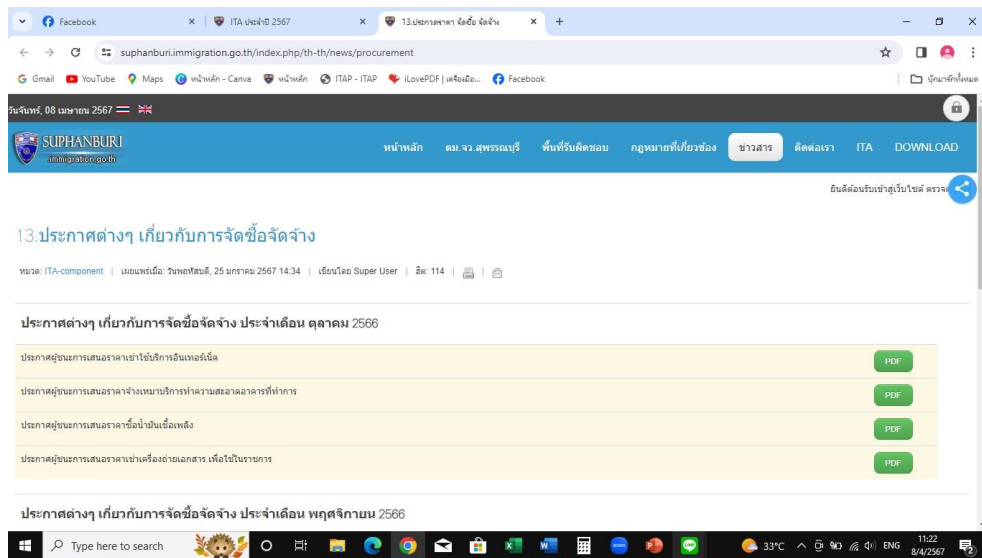 Facebook
ITA ประจำปี 2567
13.ประกวดราคา จัดซื้อ จัดจ้าง
suphanburi.immigration.go.th/index.php/th-th/news/procurement
Gmail YouTube Maps หน้าหลัก - Canva หน้าหลัก ITAP - ITAP iLovePDF | เครื่องมือ... Facebook บุ๊กมาร์กทั้งหมด
วันจันทร์, 08 เมษายน 2567
SUPHANBURI
immigration.go.th
หน้าหลัก ตม.จว.สุพรรณบุรี พื้นที่รับผิดชอบ กฎหมายที่เกี่ยวข้อง ข่าวสาร ติดต่อเรา ITA DOWNLOAD
ยินดีต้อนรับเข้าสู่เว็บไซต์ ตรวจ
13.ประกาศต่างๆ เกี่ยวกับการจัดซื้อจัดจ้าง
หมวด: ITA-component | เผยแพร่เมื่อ: วันพฤหัสบดี, 25 มกราคม 2567 14:34 | เขียนโดย Super User | ฮิต: 114
ประกาศต่างๆ เกี่ยวกับการจัดซื้อจัดจ้าง ประจำเดือน ตุลาคม 2566
ประกาศผู้ชนะการเสนอราคาเช่าใช้บริการอินเทอร์เน็ต PDF
ประกาศผู้ชนะการเสนอราคาจ้างเหมาบริการทำความสะอาดอาคารที่ทำการ PDF
ประกาศผู้ชนะการเสนอราคาซื้อน้ำมันเชื้อเพลิง PDF
ประกาศผู้ชนะการเสนอราคาเช่าเครื่องถ่ายเอกสาร เพื่อใช้ในราชการ PDF
ประกาศต่างๆ เกี่ยวกับการจัดซื้อจัดจ้าง ประจำเดือน พฤศจิกายน 2566
Type here to search 33°C ENG 11:22
8/4/2567